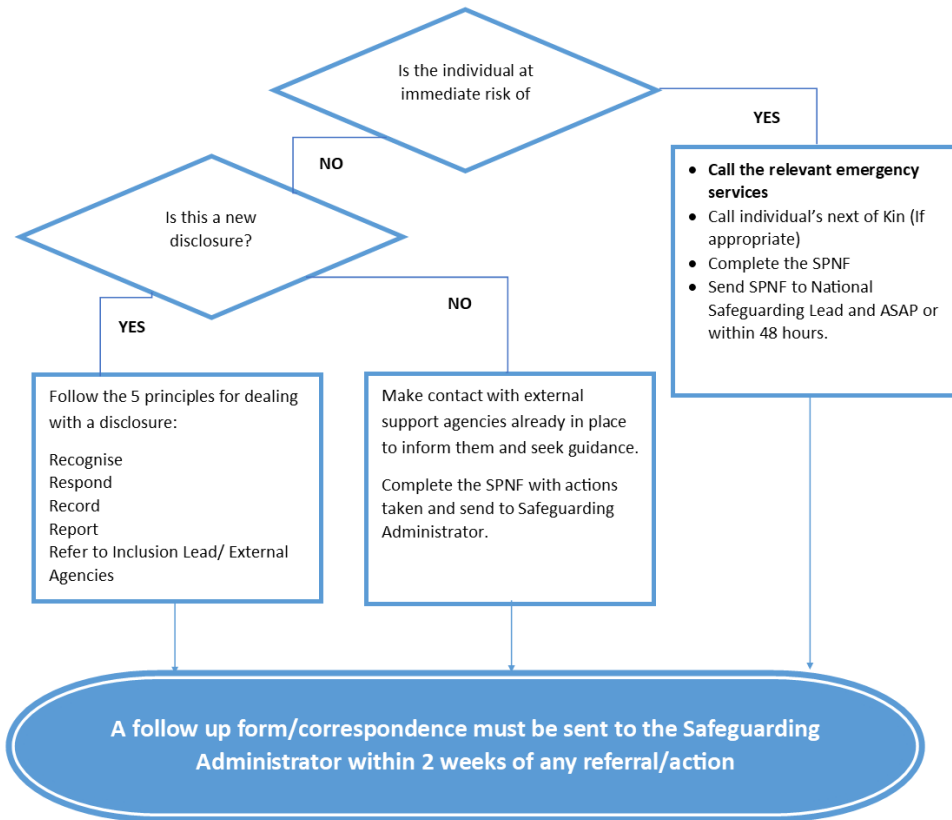 Is the individual at
immediate risk of
YES
NO
• Call the relevant emergency
services
• Call individual’s next of Kin (If
appropriate)
• Complete the SPNF
• Send SPNF to National
Safeguarding Lead and ASAP or
within 48 hours.
Is this a new
disclosure?
YES
NO
Follow the 5 principles for dealing
with a disclosure:
Recognise
Respond
Record
Report
Refer to Inclusion Lead/ External
Agencies
Make contact with external
support agencies already in place
to inform them and seek guidance.
Complete the SPNF with actions
taken and send to Safeguarding
Administrator.
A follow up form/correspondence must be sent to the Safeguarding
Administrator within 2 weeks of any referral/action